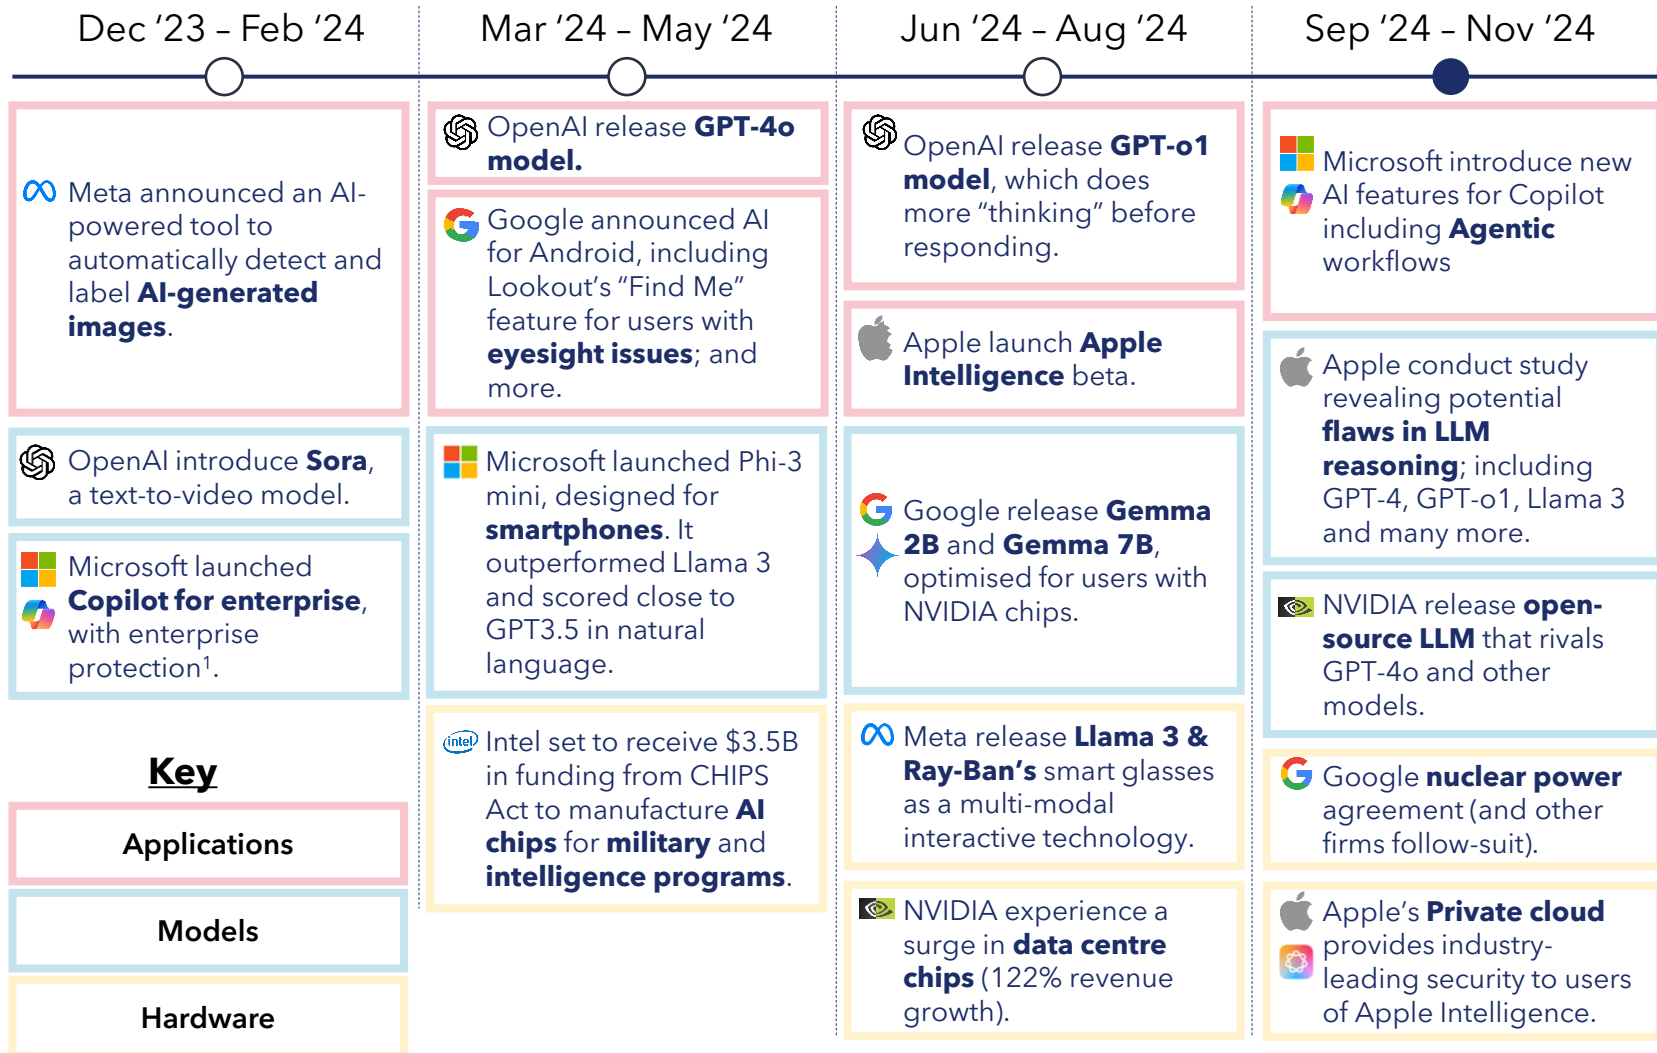 Dec ‘23 – Feb ‘24
Meta announced an AI-
powered tool to
automatically detect and
label AI-generated
images.
OpenAI introduce Sora,
a text-to-video model.
Microsoft launched
Copilot for enterprise,
with enterprise
protection¹.
Key
Applications
Models
Hardware
Mar ‘24 – May ‘24
OpenAI release GPT-4o
model.
Google announced AI
for Android, including
Lookout’s “Find Me”
feature for users with
eyesight issues; and
more.
Microsoft launched Phi-3
mini, designed for
smartphones. It
outperformed Llama 3
and scored close to
GPT3.5 in natural
language.
intel
Intel set to receive $3.5B
in funding from CHIPS
Act to manufacture AI
chips for military and
intelligence programs.
Jun ‘24 – Aug ‘24
OpenAI release GPT-o1
model, which does
more “thinking” before
responding.
Apple launch Apple
Intelligence beta.
Google release Gemma
2B and Gemma 7B,
optimised for users with
NVIDIA chips.
Meta release Llama 3 &
Ray-Ban’s smart glasses
as a multi-modal
interactive technology.
NVIDIA experience a
surge in data centre
chips (122% revenue
growth).
Sep ‘24 – Nov ‘24
Microsoft introduce new
AI features for Copilot
including Agentic
workflows
Apple conduct study
revealing potential
flaws in LLM
reasoning; including
GPT-4, GPT-o1, Llama 3
and many more.
NVIDIA release open-
source LLM that rivals
GPT-4o and other
models.
Google nuclear power
agreement (and other
firms follow-suit).
Apple’s Private cloud
provides industry-
leading security to users
of Apple Intelligence.